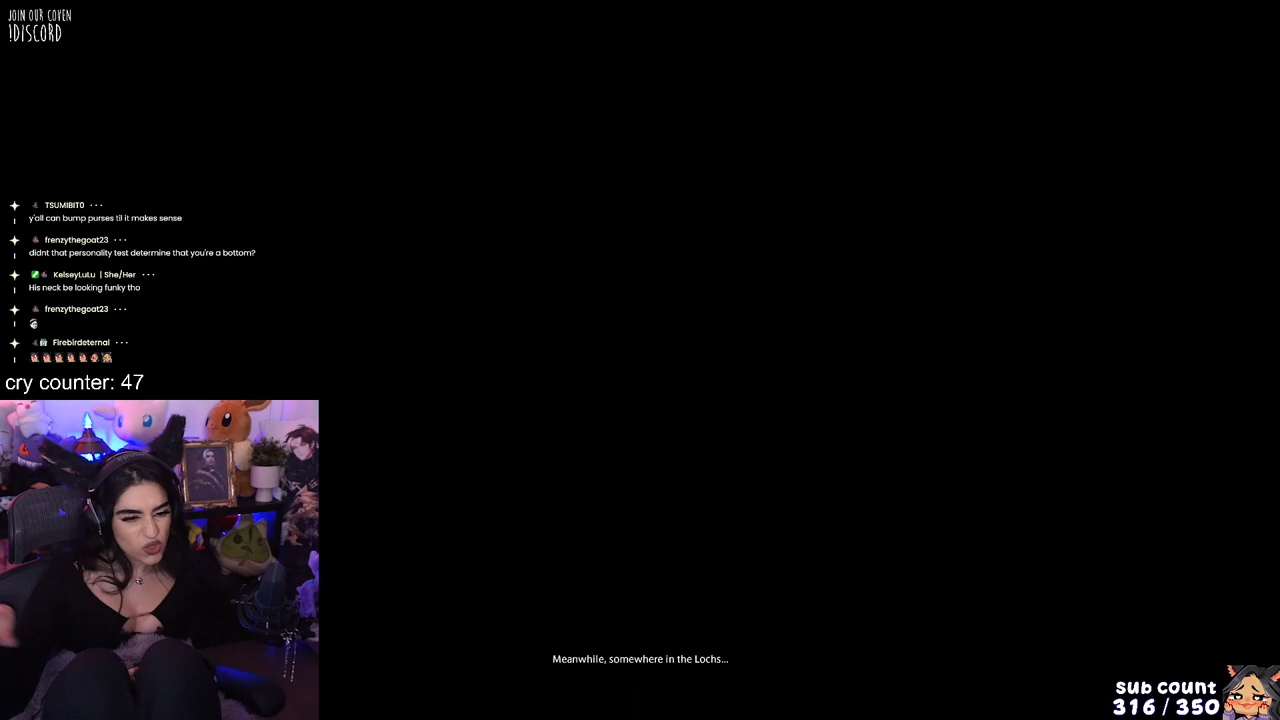 JOIN OUR COVEN
!DISCORD
TSUMIBIT0 ···
y'all can bump purses til it makes sense
frenzythegoat23 ···
didnt that personality test determine that you're a bottom?
KelseyLuLu | She/Her ···
His neck be looking funky tho
frenzythegoat23 ···
Firebirdeternal ···
cry counter: 47
Meanwhile, somewhere in the Lochs...
sub count
316 / 350